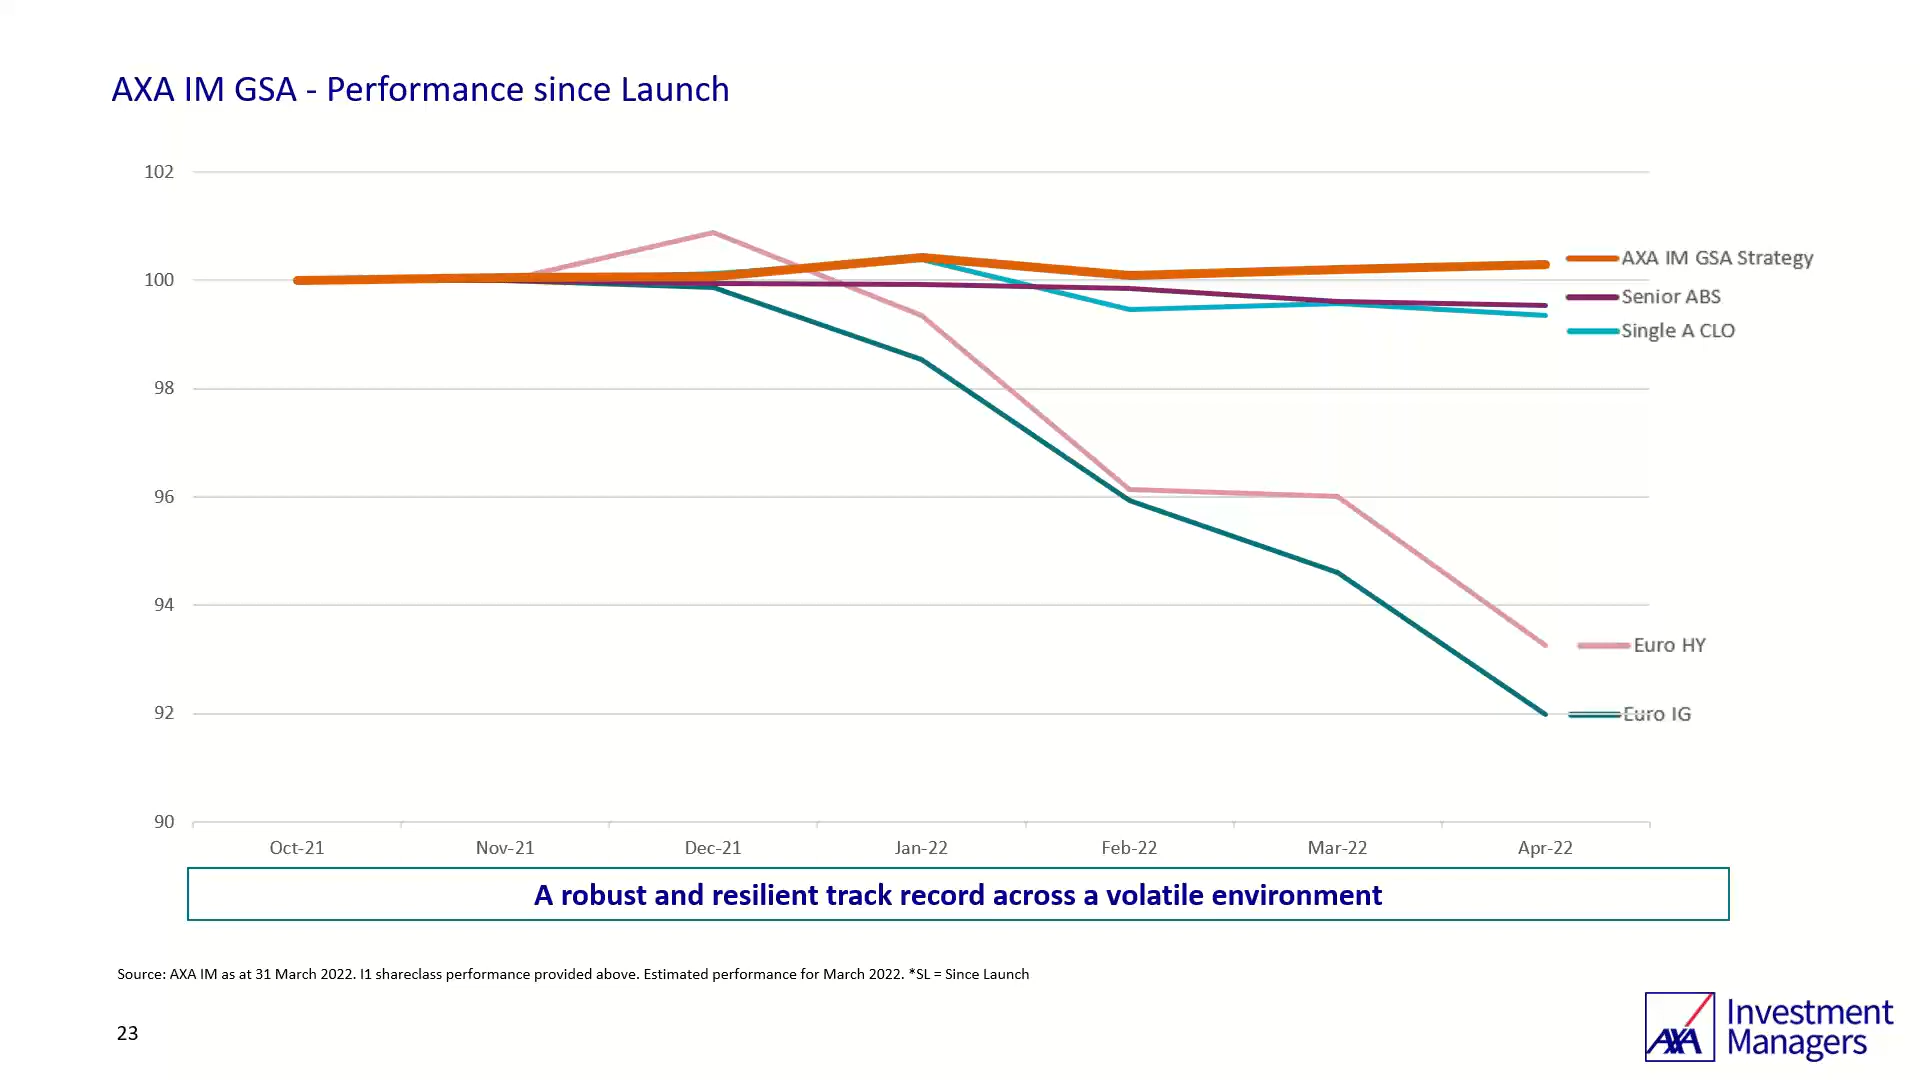 AXA IM GSA - Performance since Launch
102
100
98
96
94
92
90
AXA IM GSA Strategy
Senior ABS
Single A CLO
Euro HY
Euro IG
Oct-21
Nov-21
Dec-21
Jan-22
Feb-22
Mar-22
Apr-22
A robust and resilient track record across a volatile environment
Source: AXA IM as at 31 March 2022. I1 shareclass performance provided above. Estimated performance for March 2022. *SL = Since Launch
23
AXA
Investment
Managers